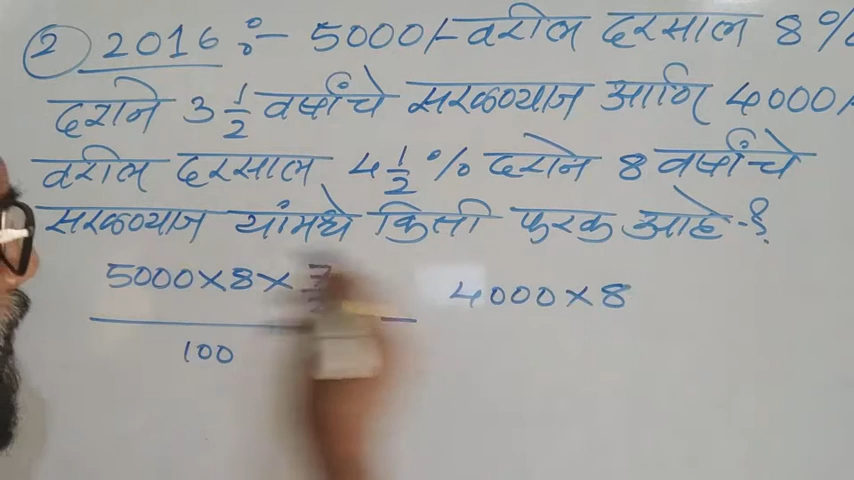 2 2016 :- 5000/- वरील दरसाल 8%
दराने 3 1/2 वर्षांचे सरळव्याज आणि 4000/-
वरील दरसाल 4 1/2 % दराने 8 वर्षांचे
सरळव्याज यांमध्ये किती फरक आहे-?
5000×8× 4000×8
100